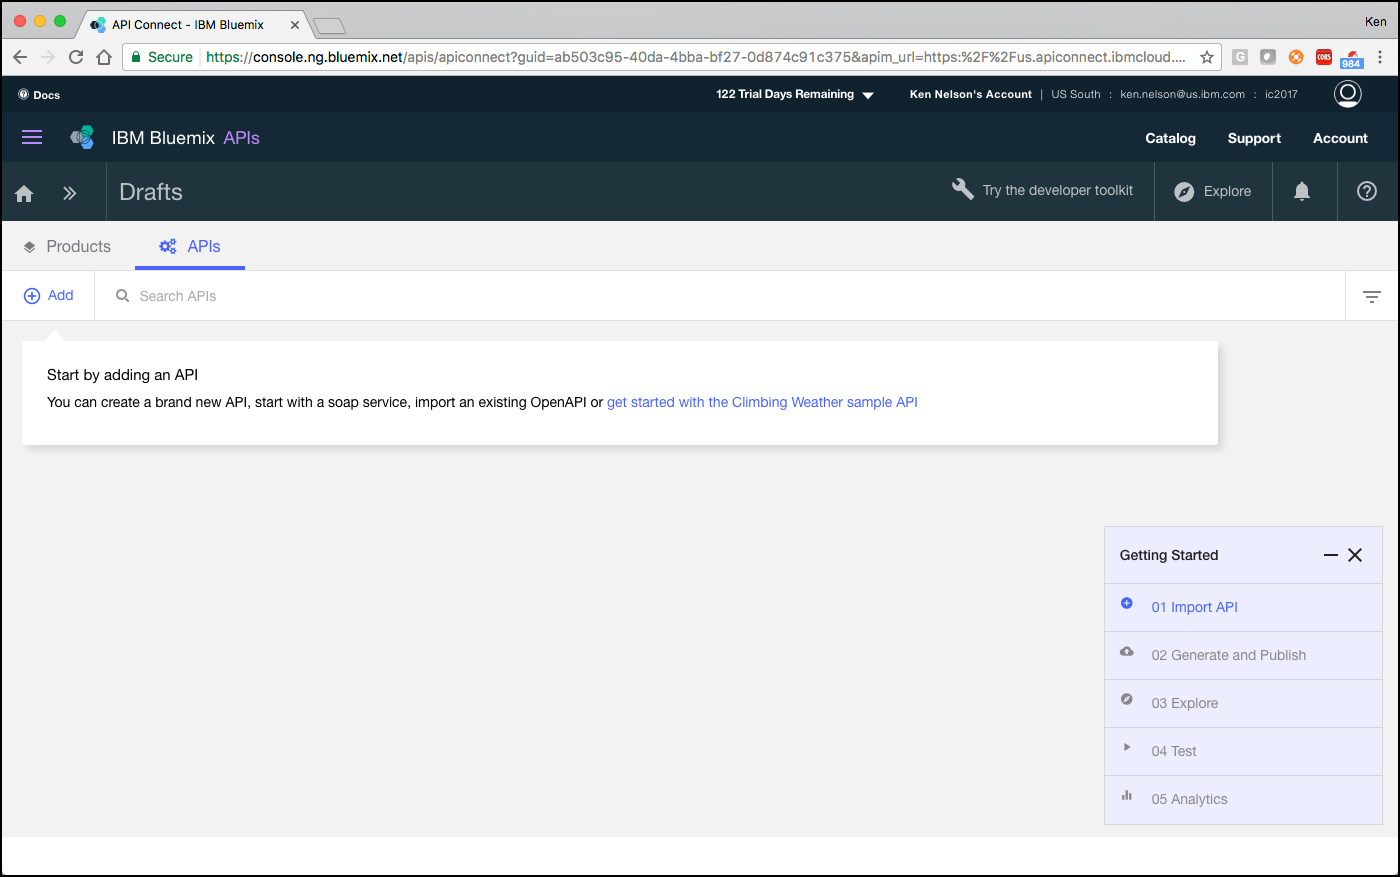 API Connect - IBM Bluemix
Ken
Secure https://console.ng.bluemix.net/apis/apiconnect?guid=ab503c95-40da-4bba-bf27-0d874c91c375&apim_url=https:%2F%2Fus.apiconnect.ibmcloud....
G
CORS
984
Docs
122 Trial Days Remaining
Ken Nelson's Account | US South : ken.nelson@us.ibm.com : ic2017
IBM Bluemix APIs
Catalog
Support
Account
Drafts
Try the developer toolkit
Explore
Products
APIs
Add
Search APIs
Start by adding an API
You can create a brand new API, start with a soap service, import an existing OpenAPI or get started with the Climbing Weather sample API
Getting Started
01 Import API
02 Generate and Publish
03 Explore
04 Test
05 Analytics